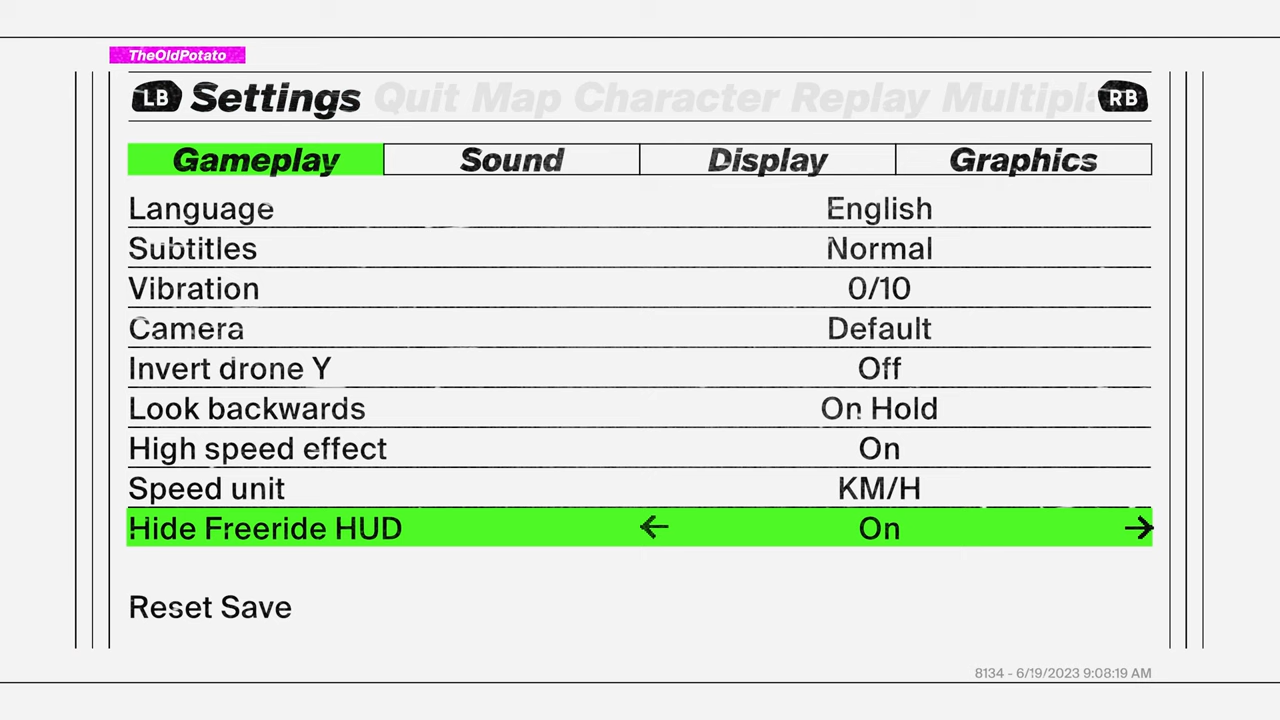 TheOldPotato
LB Settings Quit Map Character Replay Multipla RB
Gameplay Sound Display Graphics
Language English
Subtitles Normal
Vibration 0/10
Camera Default
Invert drone Y Off
Look backwards On Hold
High speed effect On
Speed unit KM/H
Hide Freeride HUD ← On →
Reset Save
8134 - 6/19/2023 9:08:19 AM